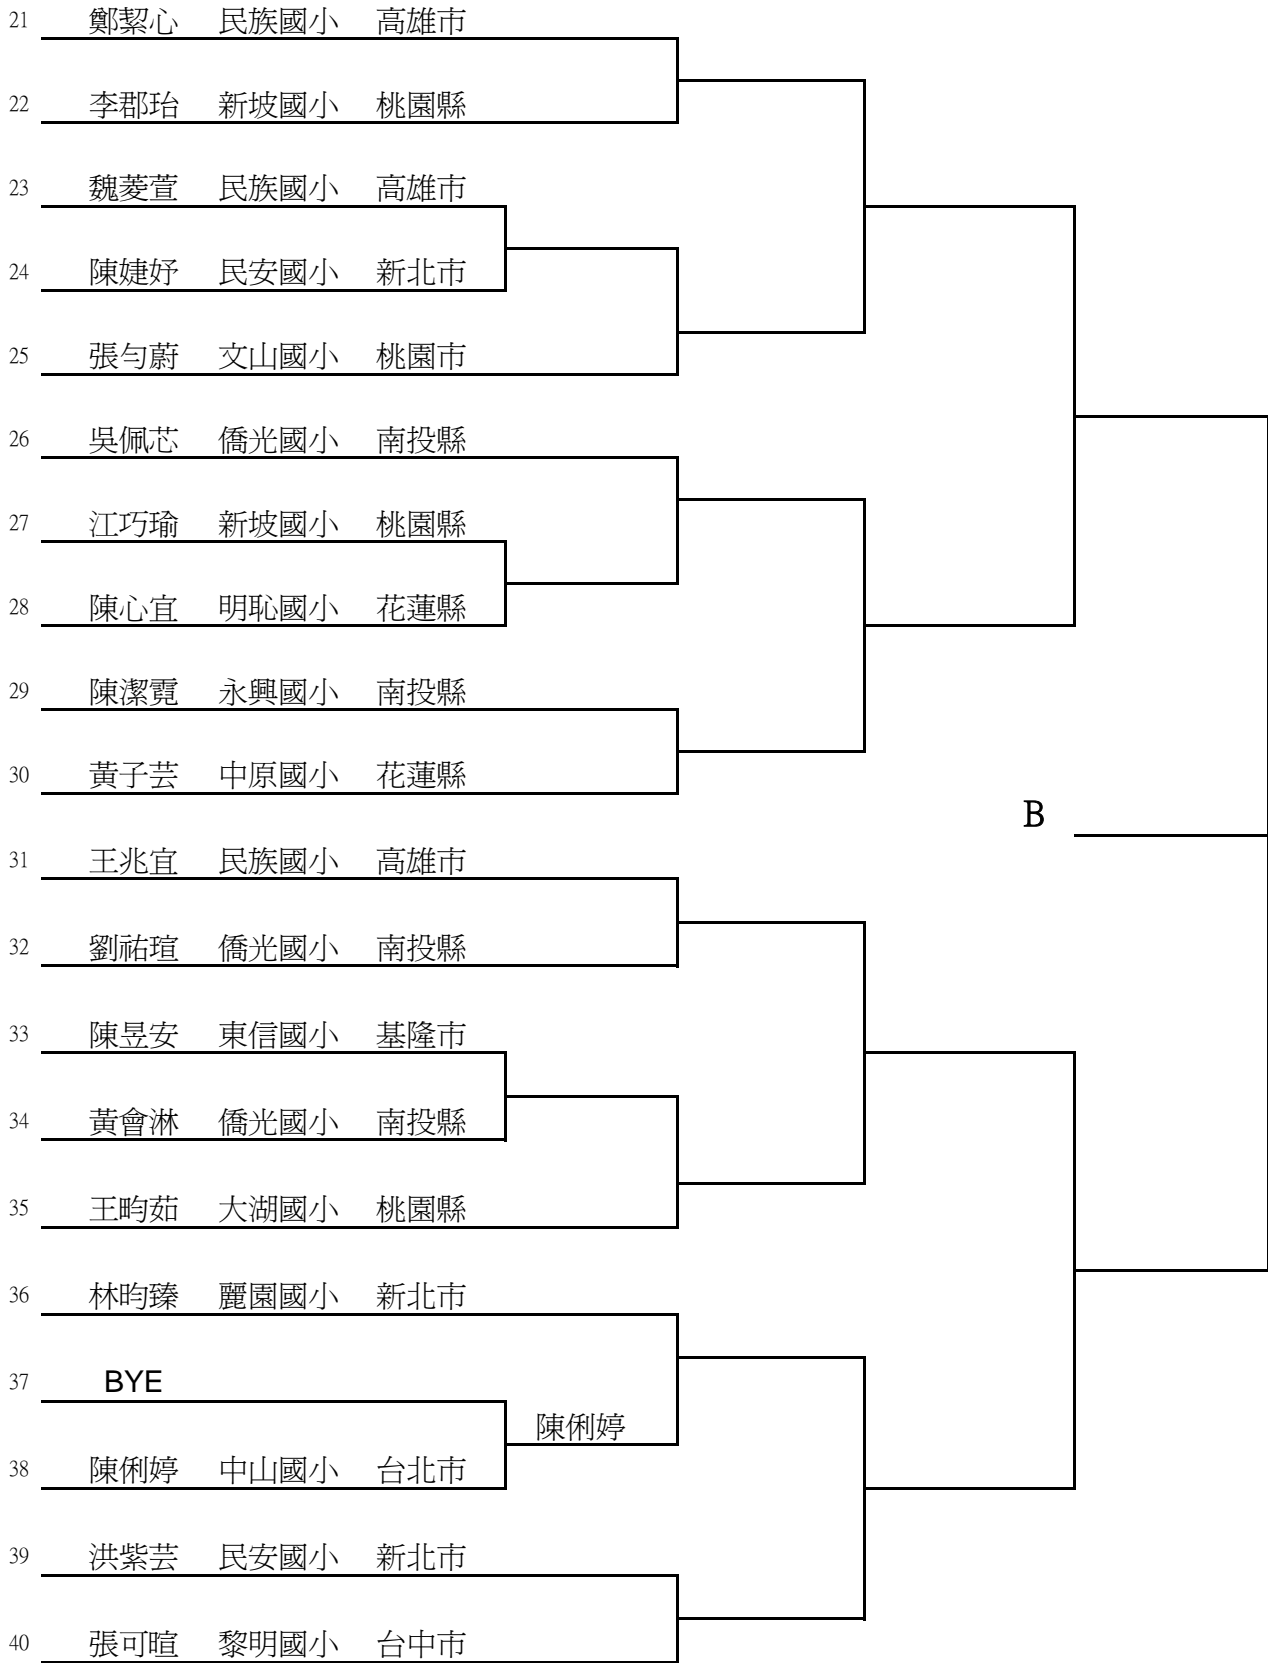 21 鄭絜心 民族國小 高雄市
22 李郡珆 新坡國小 桃園縣
23 魏菱萱 民族國小 高雄市
24 陳婕妤 民安國小 新北市
25 張勻蔚 文山國小 桃園市
26 吳佩芯 僑光國小 南投縣
27 江巧瑜 新坡國小 桃園縣
28 陳心宜 明恥國小 花蓮縣
29 陳潔霓 永興國小 南投縣
30 黃子芸 中原國小 花蓮縣
B
31 王兆宜 民族國小 高雄市
32 劉祐瑄 僑光國小 南投縣
33 陳昱安 東信國小 基隆市
34 黃會淋 僑光國小 南投縣
35 王畇茹 大湖國小 桃園縣
36 林昀臻 麗園國小 新北市
37 BYE
陳俐婷
38 陳俐婷 中山國小 台北市
39 洪紫芸 民安國小 新北市
40 張可暄 黎明國小 台中市